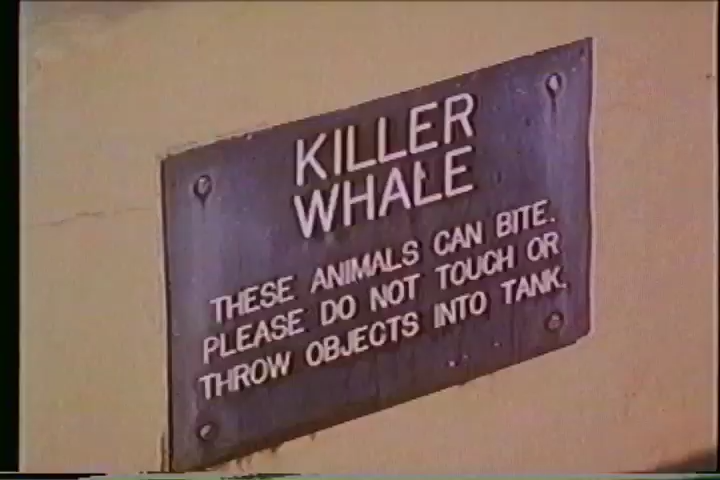 KILLER
WHALE
THESE ANIMALS CAN BITE.
PLEASE DO NOT TOUCH OR
THROW OBJECTS INTO TANK.